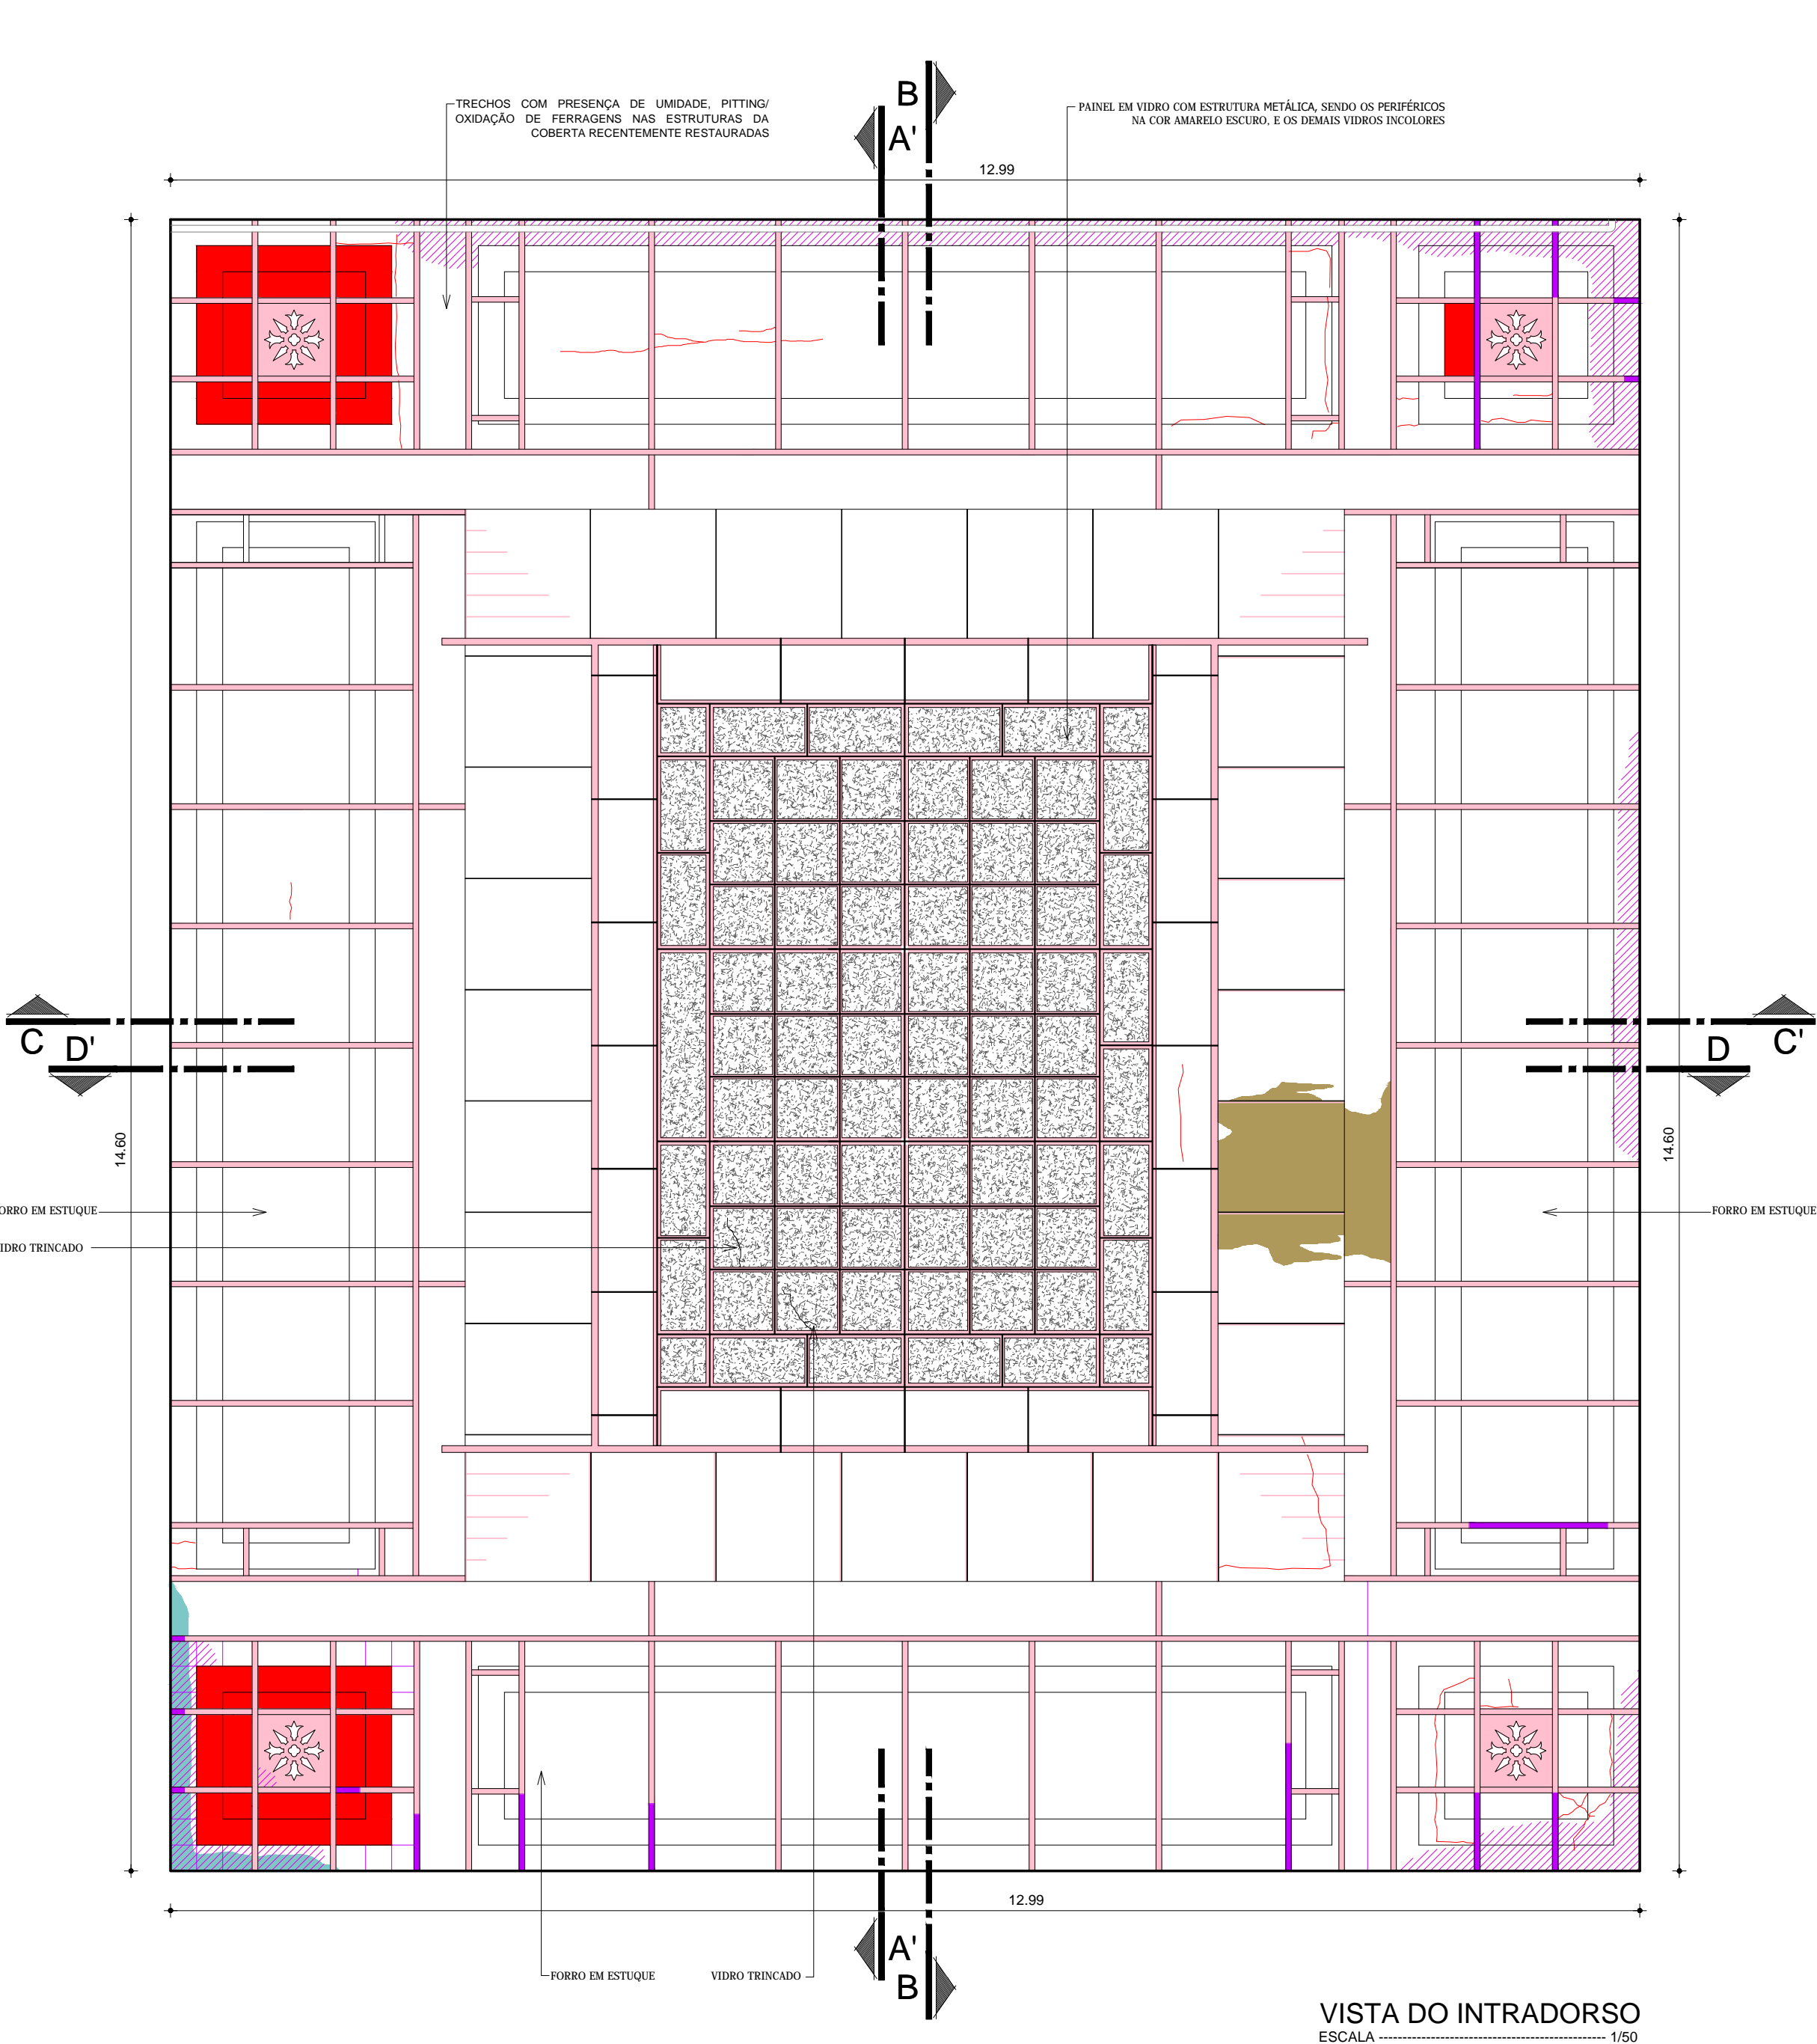 B
A'
TRECHOS COM PRESENÇA DE UMIDADE, PITTING/
OXIDAÇÃO DE FERRAGENS NAS ESTRUTURAS DA
COBERTA RECENTEMENTE RESTAURADAS
PAINEL EM VIDRO COM ESTRUTURA METÁLICA, SENDO OS PERIFÉRICOS
NA COR AMARELO ESCURO, E OS DEMAIS VIDROS INCOLORES
12.99
C
D'
D
C'
14.60
14.60
ORRO EM ESTUQUE
FORRO EM ESTUQUE
IDRO TRINCADO
12.99
A'
B
FORRO EM ESTUQUE
VIDRO TRINCADO
VISTA DO INTRADORSO
ESCALA ------------------------------------------------ 1/50